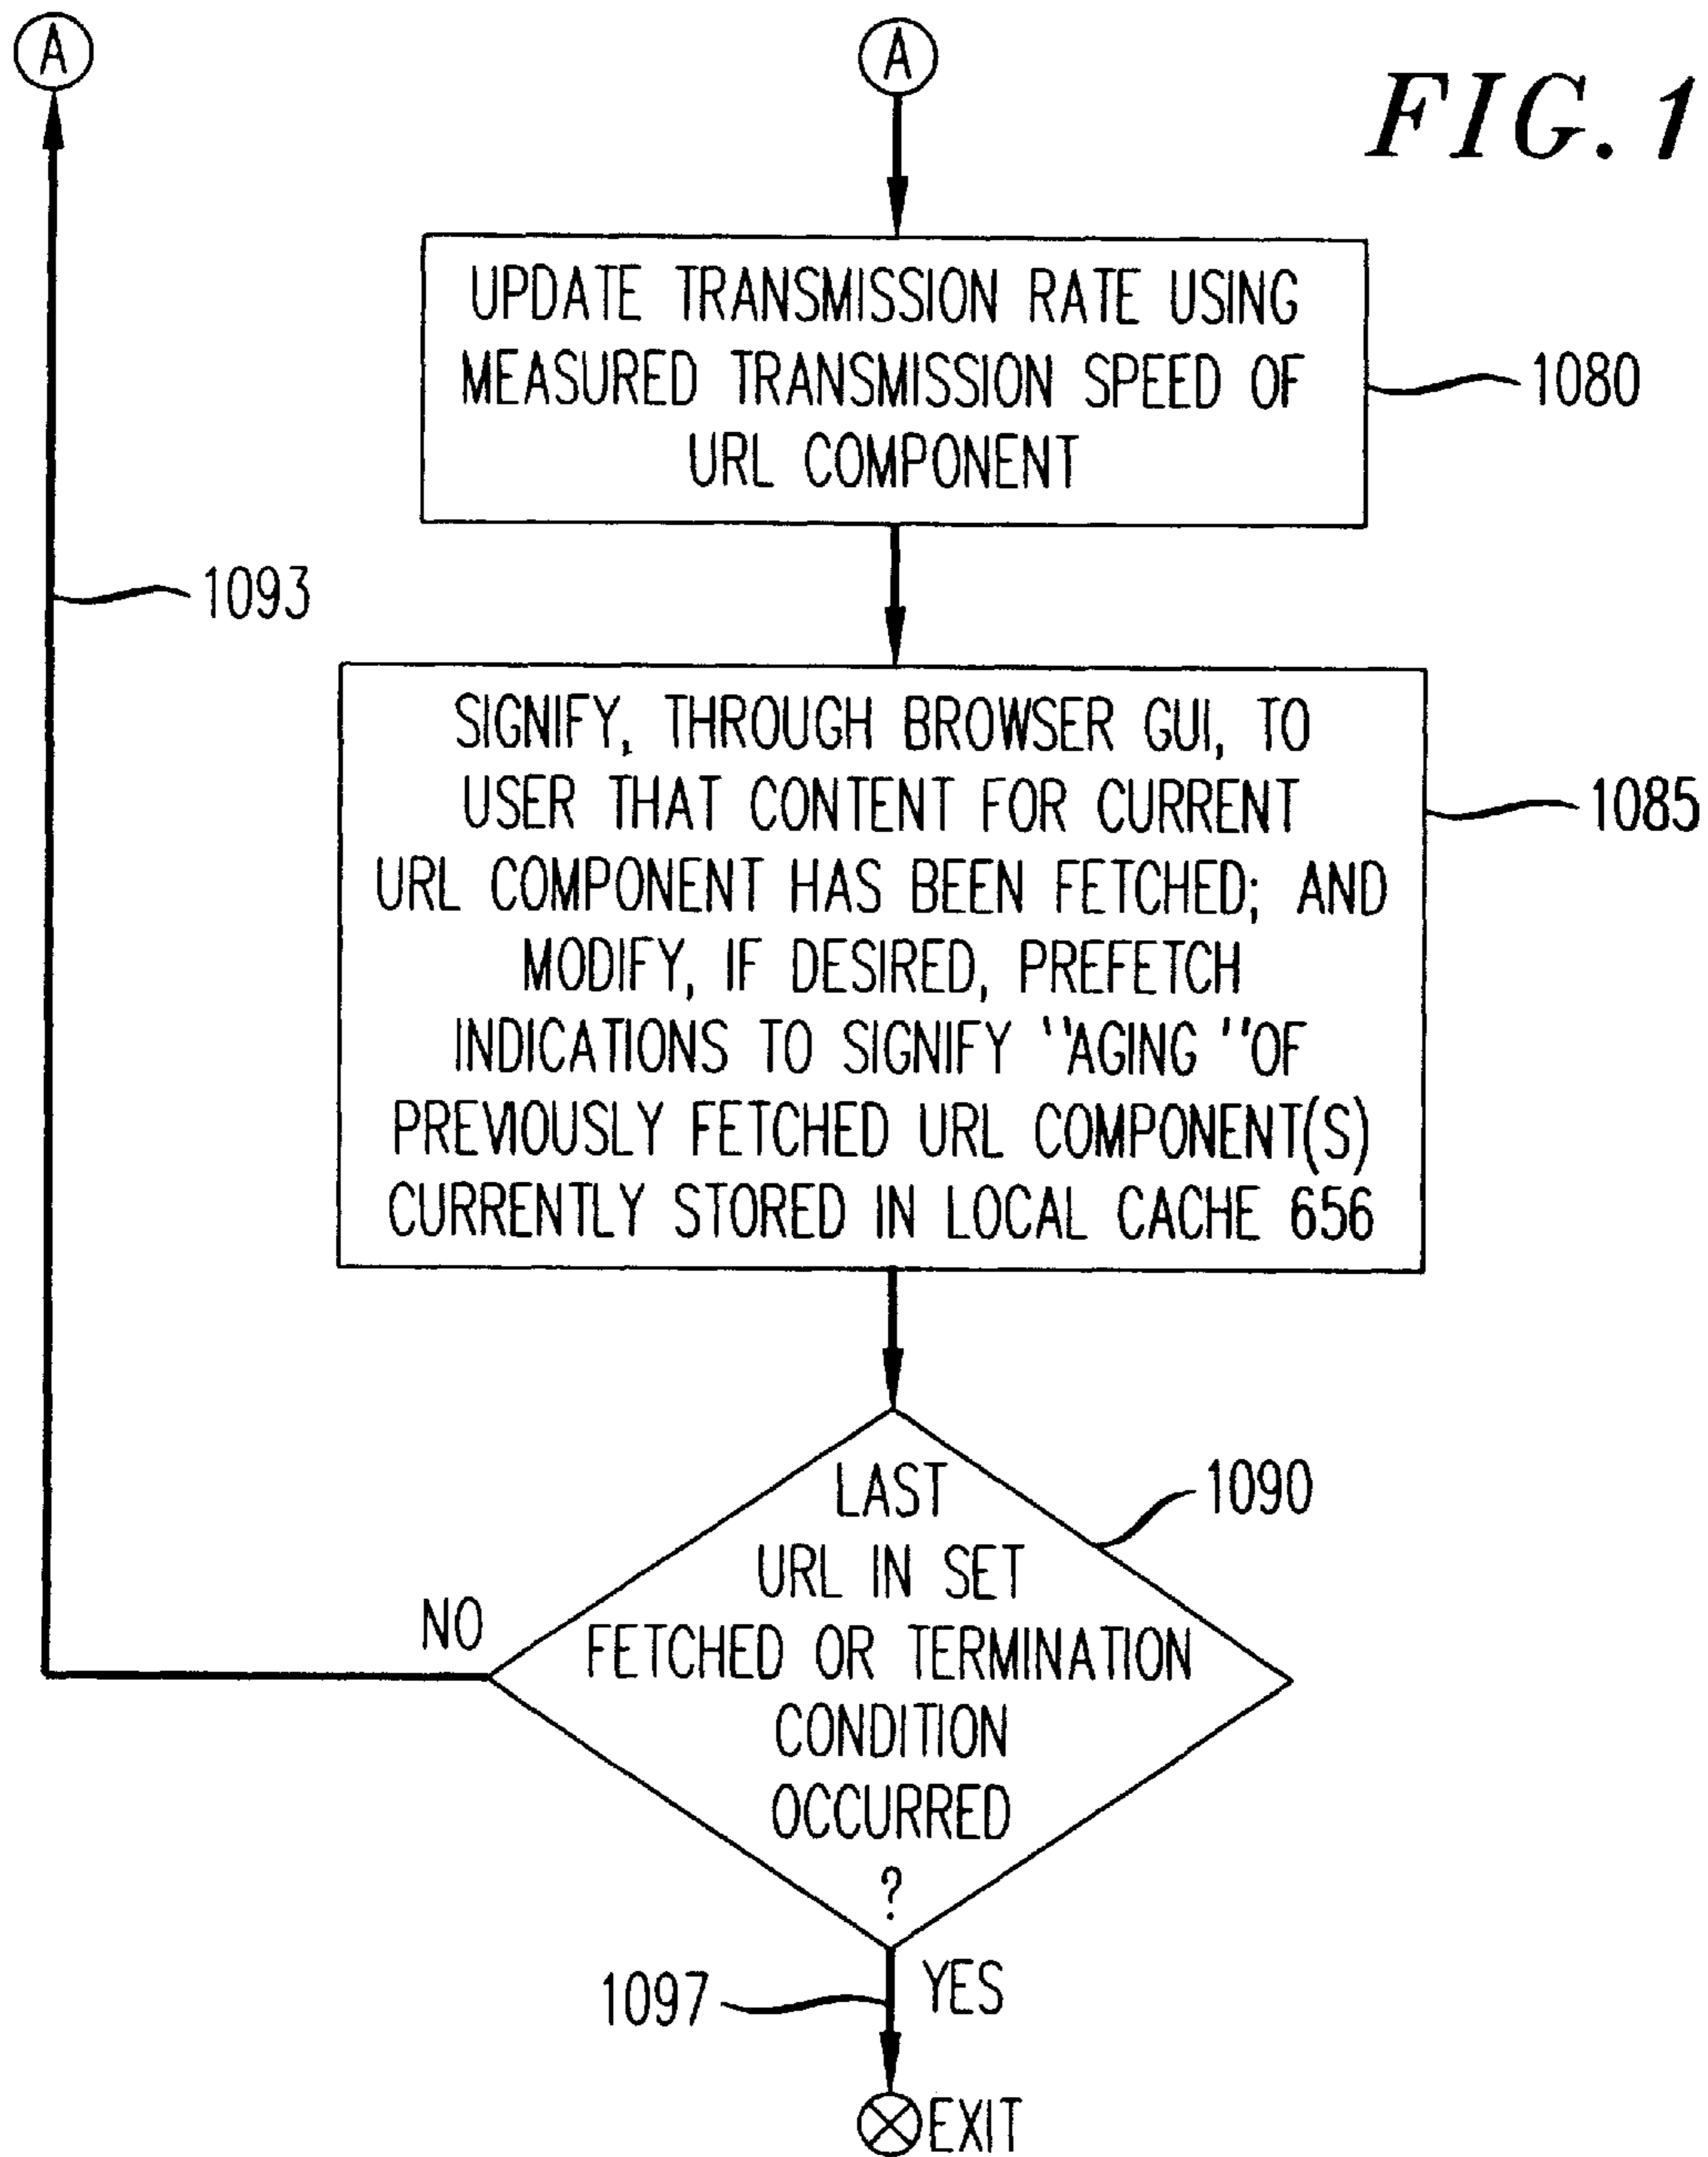 A
A
FIG. 1
UPDATE TRANSMISSION RATE USING
MEASURED TRANSMISSION SPEED OF
URL COMPONENT
1080
1093
SIGNIFY, THROUGH BROWSER GUI, TO
USER THAT CONTENT FOR CURRENT
URL COMPONENT HAS BEEN FETCHED; AND
MODIFY, IF DESIRED, PREFETCH
INDICATIONS TO SIGNIFY "AGING "OF
PREVIOUSLY FETCHED URL COMPONENT(S)
CURRENTLY STORED IN LOCAL CACHE 656
1085
LAST
URL IN SET
FETCHED OR TERMINATION
CONDITION
OCCURRED
?
1090
NO
1097
YES
EXIT